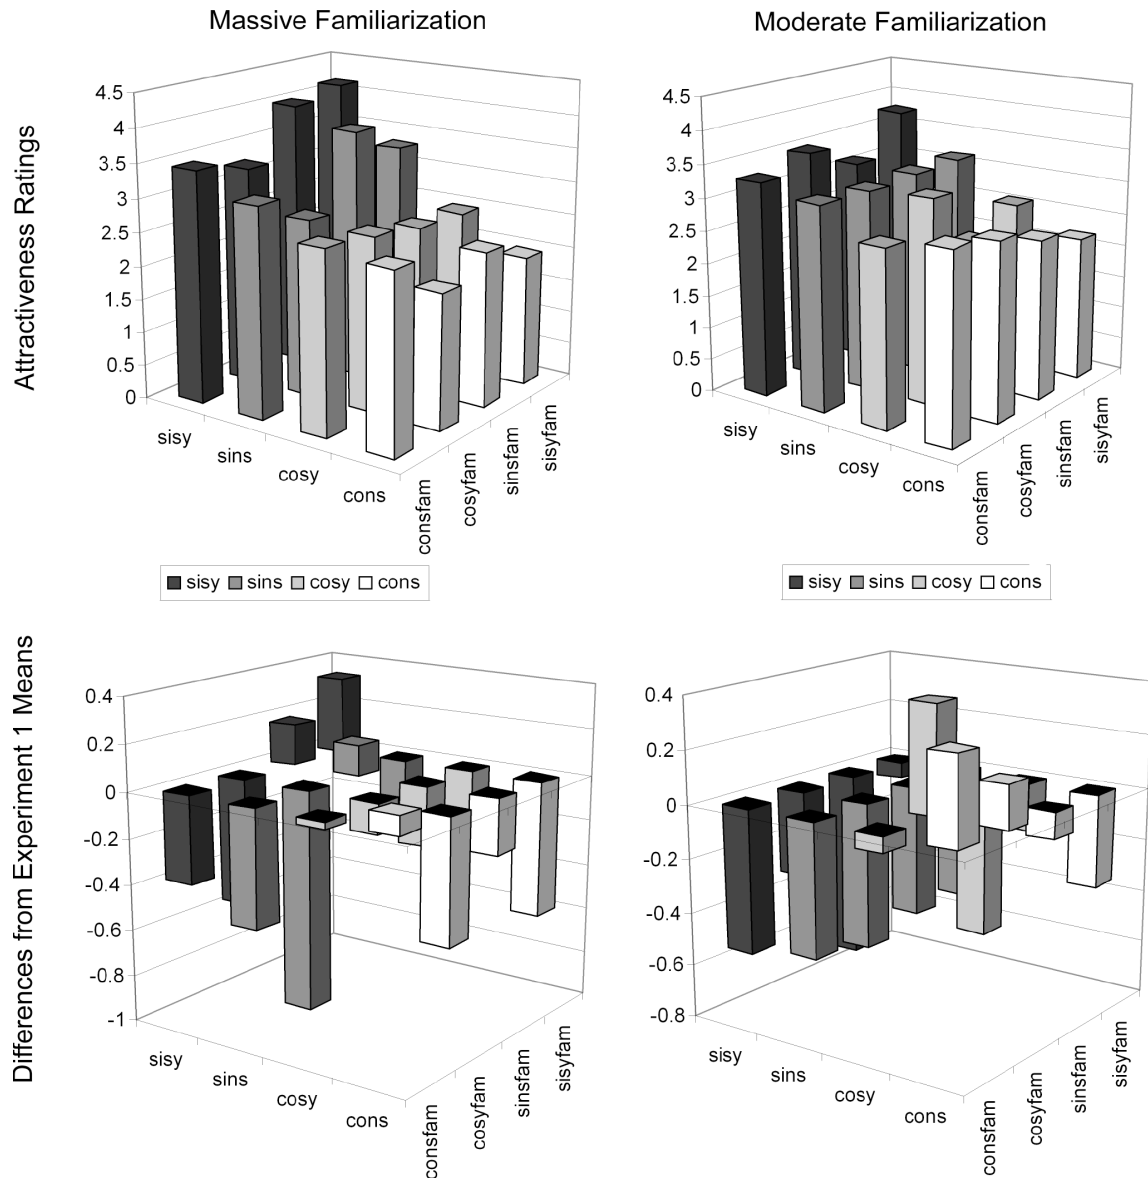 Massive Familiarization
Moderate Familiarization
Attractiveness Ratings
4.5
4
3.5
3
2.5
2
1.5
1
0.5
0
sisy
sins
cosy
cons
consfam
cosyfam
sinsfam
sisyfam
sisy sins cosy cons
4.5
4
3.5
3
2.5
2
1.5
1
0.5
0
sisy
sins
cosy
cons
consfam
cosyfam
sinsfam
sisyfam
sisy sins cosy cons
Differences from Experiment 1 Means
0.4
0.2
0
-0.2
-0.4
-0.6
-0.8
-1
sisy
sins
cosy
cons
consfam
cosyfam
sinsfam
sisyfam
0.4
0.2
0
-0.2
-0.4
-0.6
-0.8
sisy
sins
cosy
cons
consfam
cosyfam
sinsfam
sisyfam